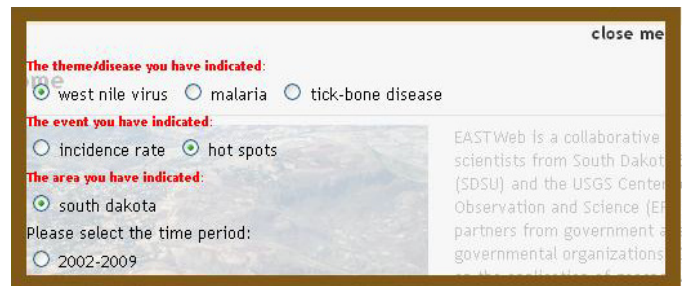 close me
The theme/disease you have indicated:
ome
west nile virus malaria tick-bone disease
The event you have indicated:
incidence rate hot spots
EASTWeb is a collaborative
scientists from South Dakot
The area you have indicated:
(SDSU) and the USGS Center
south dakota
Observation and Science (ER
Please select the time period:
partners from government a
2002-2009
governmental organizations